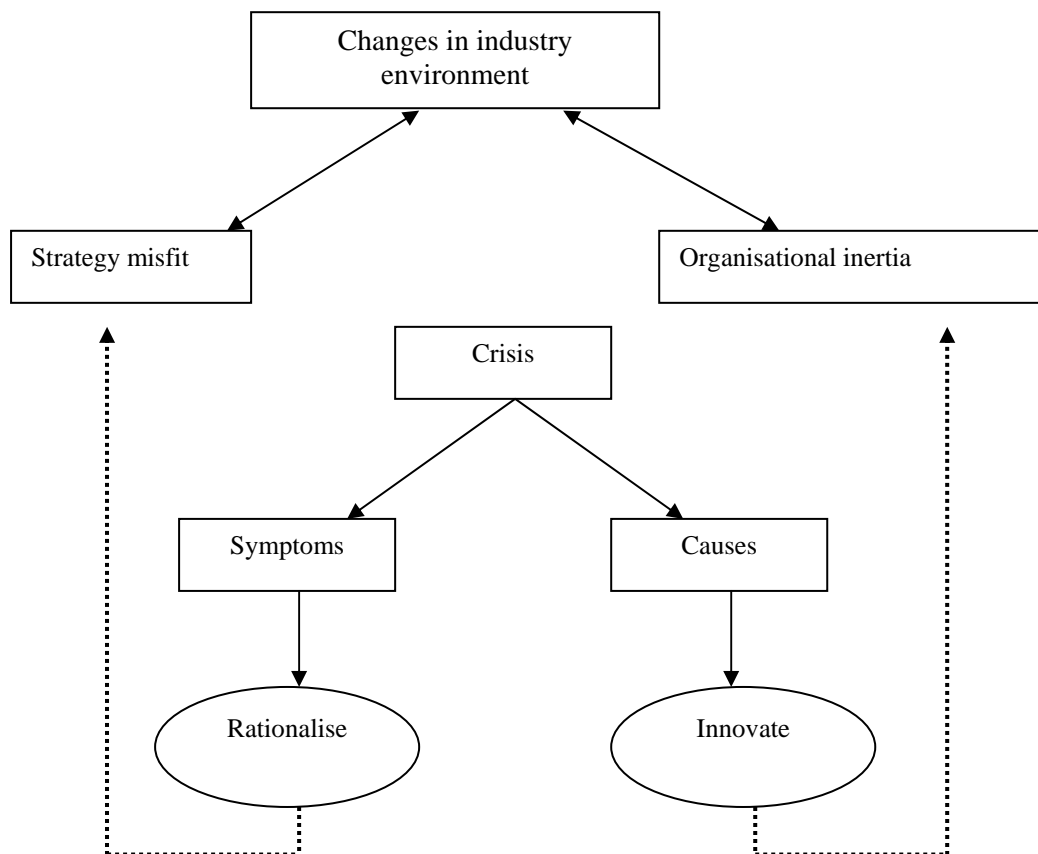 Changes in industry
environment
Strategy misfit
Organisational inertia
Crisis
Symptoms
Causes
Rationalise
Innovate